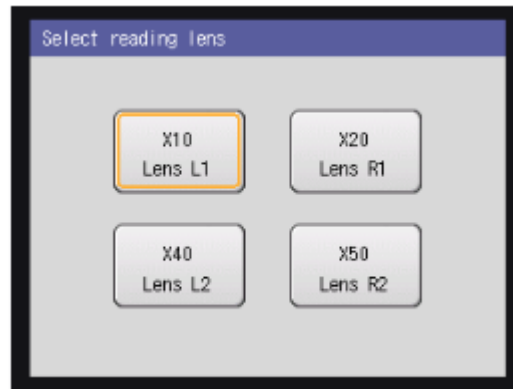 Select reading lens
X10
Lens L1
X20
Lens R1
X40
Lens L2
X50
Lens R2